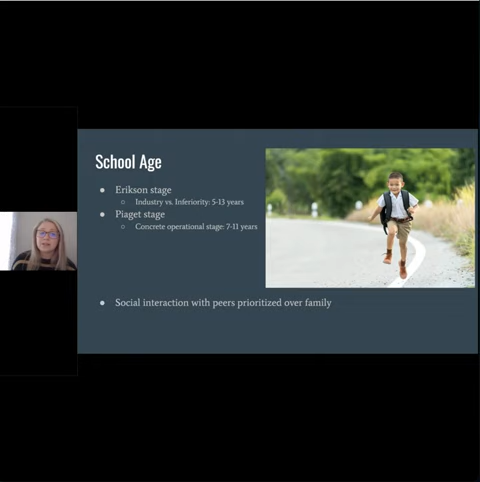 School Age
● Erikson stage
○ Industry vs. Inferiority: 5-13 years
● Piaget stage
○ Concrete operational stage: 7-11 years
● Social interaction with peers prioritized over family